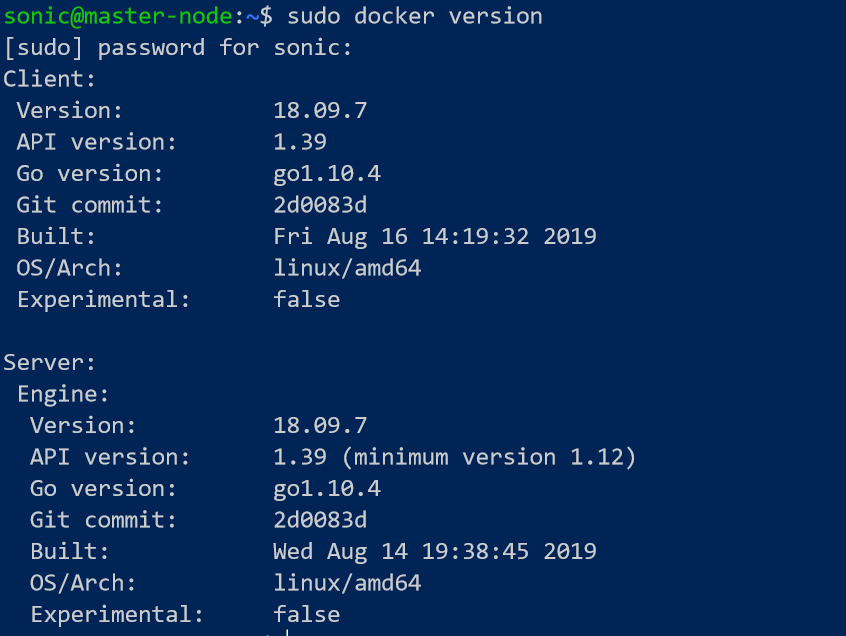 sonic@master-node:~$ sudo docker version
[sudo] password for sonic:
Client:
 Version:           18.09.7
 API version:       1.39
 Go version:        go1.10.4
 Git commit:        2d0083d
 Built:             Fri Aug 16 14:19:32 2019
 OS/Arch:           linux/amd64
 Experimental:      false

Server:
 Engine:
  Version:          18.09.7
  API version:      1.39 (minimum version 1.12)
  Go version:       go1.10.4
  Git commit:       2d0083d
  Built:            Wed Aug 14 19:38:45 2019
  OS/Arch:          linux/amd64
  Experimental:     false